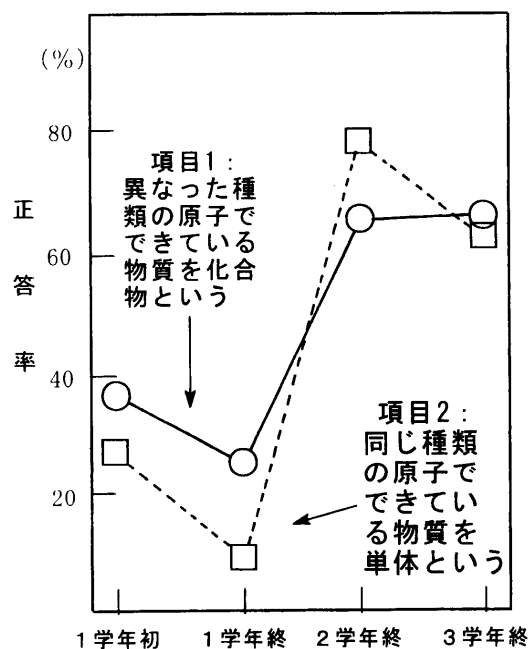 (%)
80
60
40
20
正
答
率
項目1：
異なった種
類の原子で
できている
物質を化合
物という
項目2：
同じ種類
の原子で
できてい
る物質を
単体という
1学年初
1学年終
2学年終
3学年終